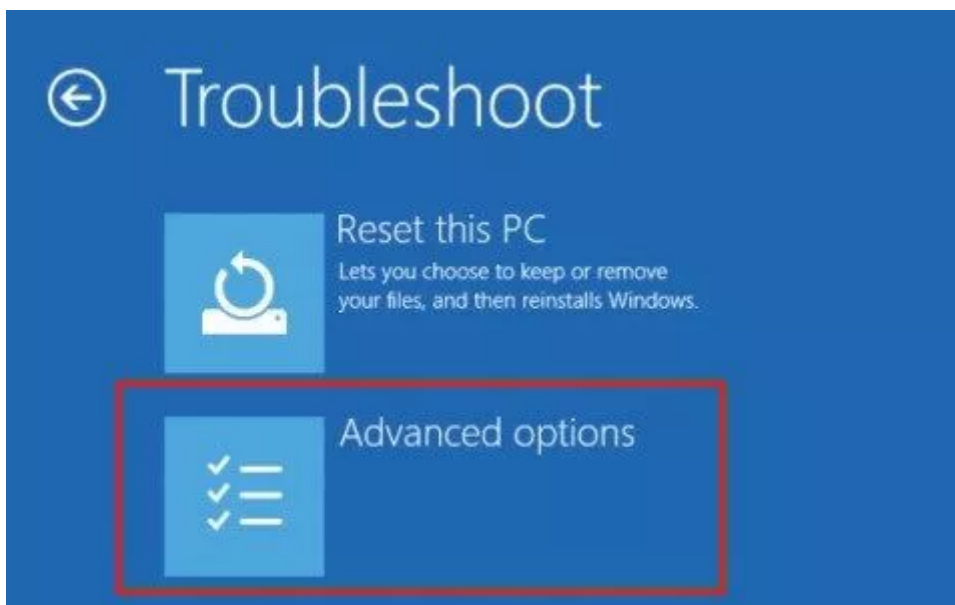 Troubleshoot
Reset this PC
Lets you choose to keep or remove
your files, and then reinstalls Windows.
Advanced options